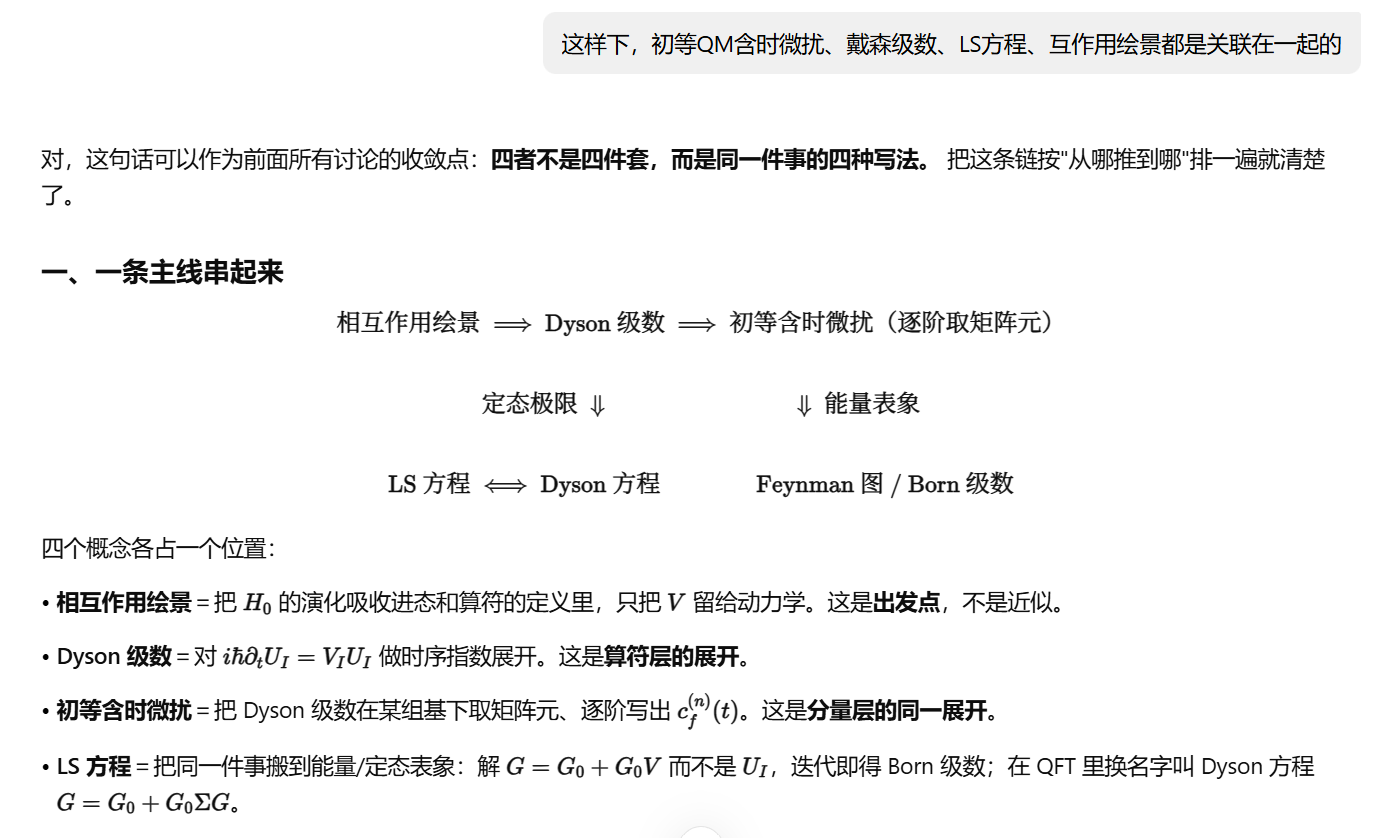 这样下，初等QM含时微扰、戴森级数、LS方程、互作用绘景都是关联在一起的
对，这句话可以作为前面所有讨论的收敛点：四者不是四件套，而是同一件事的四种写法。 把这条链按"从哪推到哪"排一遍就清楚
了。
一、一条主线串起来
相互作用绘景 ⟹ Dyson 级数 ⟹ 初等含时微扰（逐阶取矩阵元）
定态极限 ⇓ ⇓ 能量表象
LS 方程 ⟺ Dyson 方程 Feynman 图 / Born 级数
四个概念各占一个位置：
• 相互作用绘景 = 把 H₀ 的演化吸收进态和算符的定义里，只把 V 留给动力学。这是出发点，不是近似。
• Dyson 级数 = 对 iℏ∂ₜU_I = V_I U_I 做时序指数展开。这是算符层的展开。
• 初等含时微扰 = 把 Dyson 级数在某组基下取矩阵元、逐阶写出 c_f^{(n)}(t)。这是分量层的同一展开。
• LS 方程 = 把同一件事搬到能量/定态表象：解 G = G₀ + G₀V 而不是 U_I，迭代即得 Born 级数；在 QFT 里换名字叫 Dyson 方程
G = G₀ + G₀ΣG。